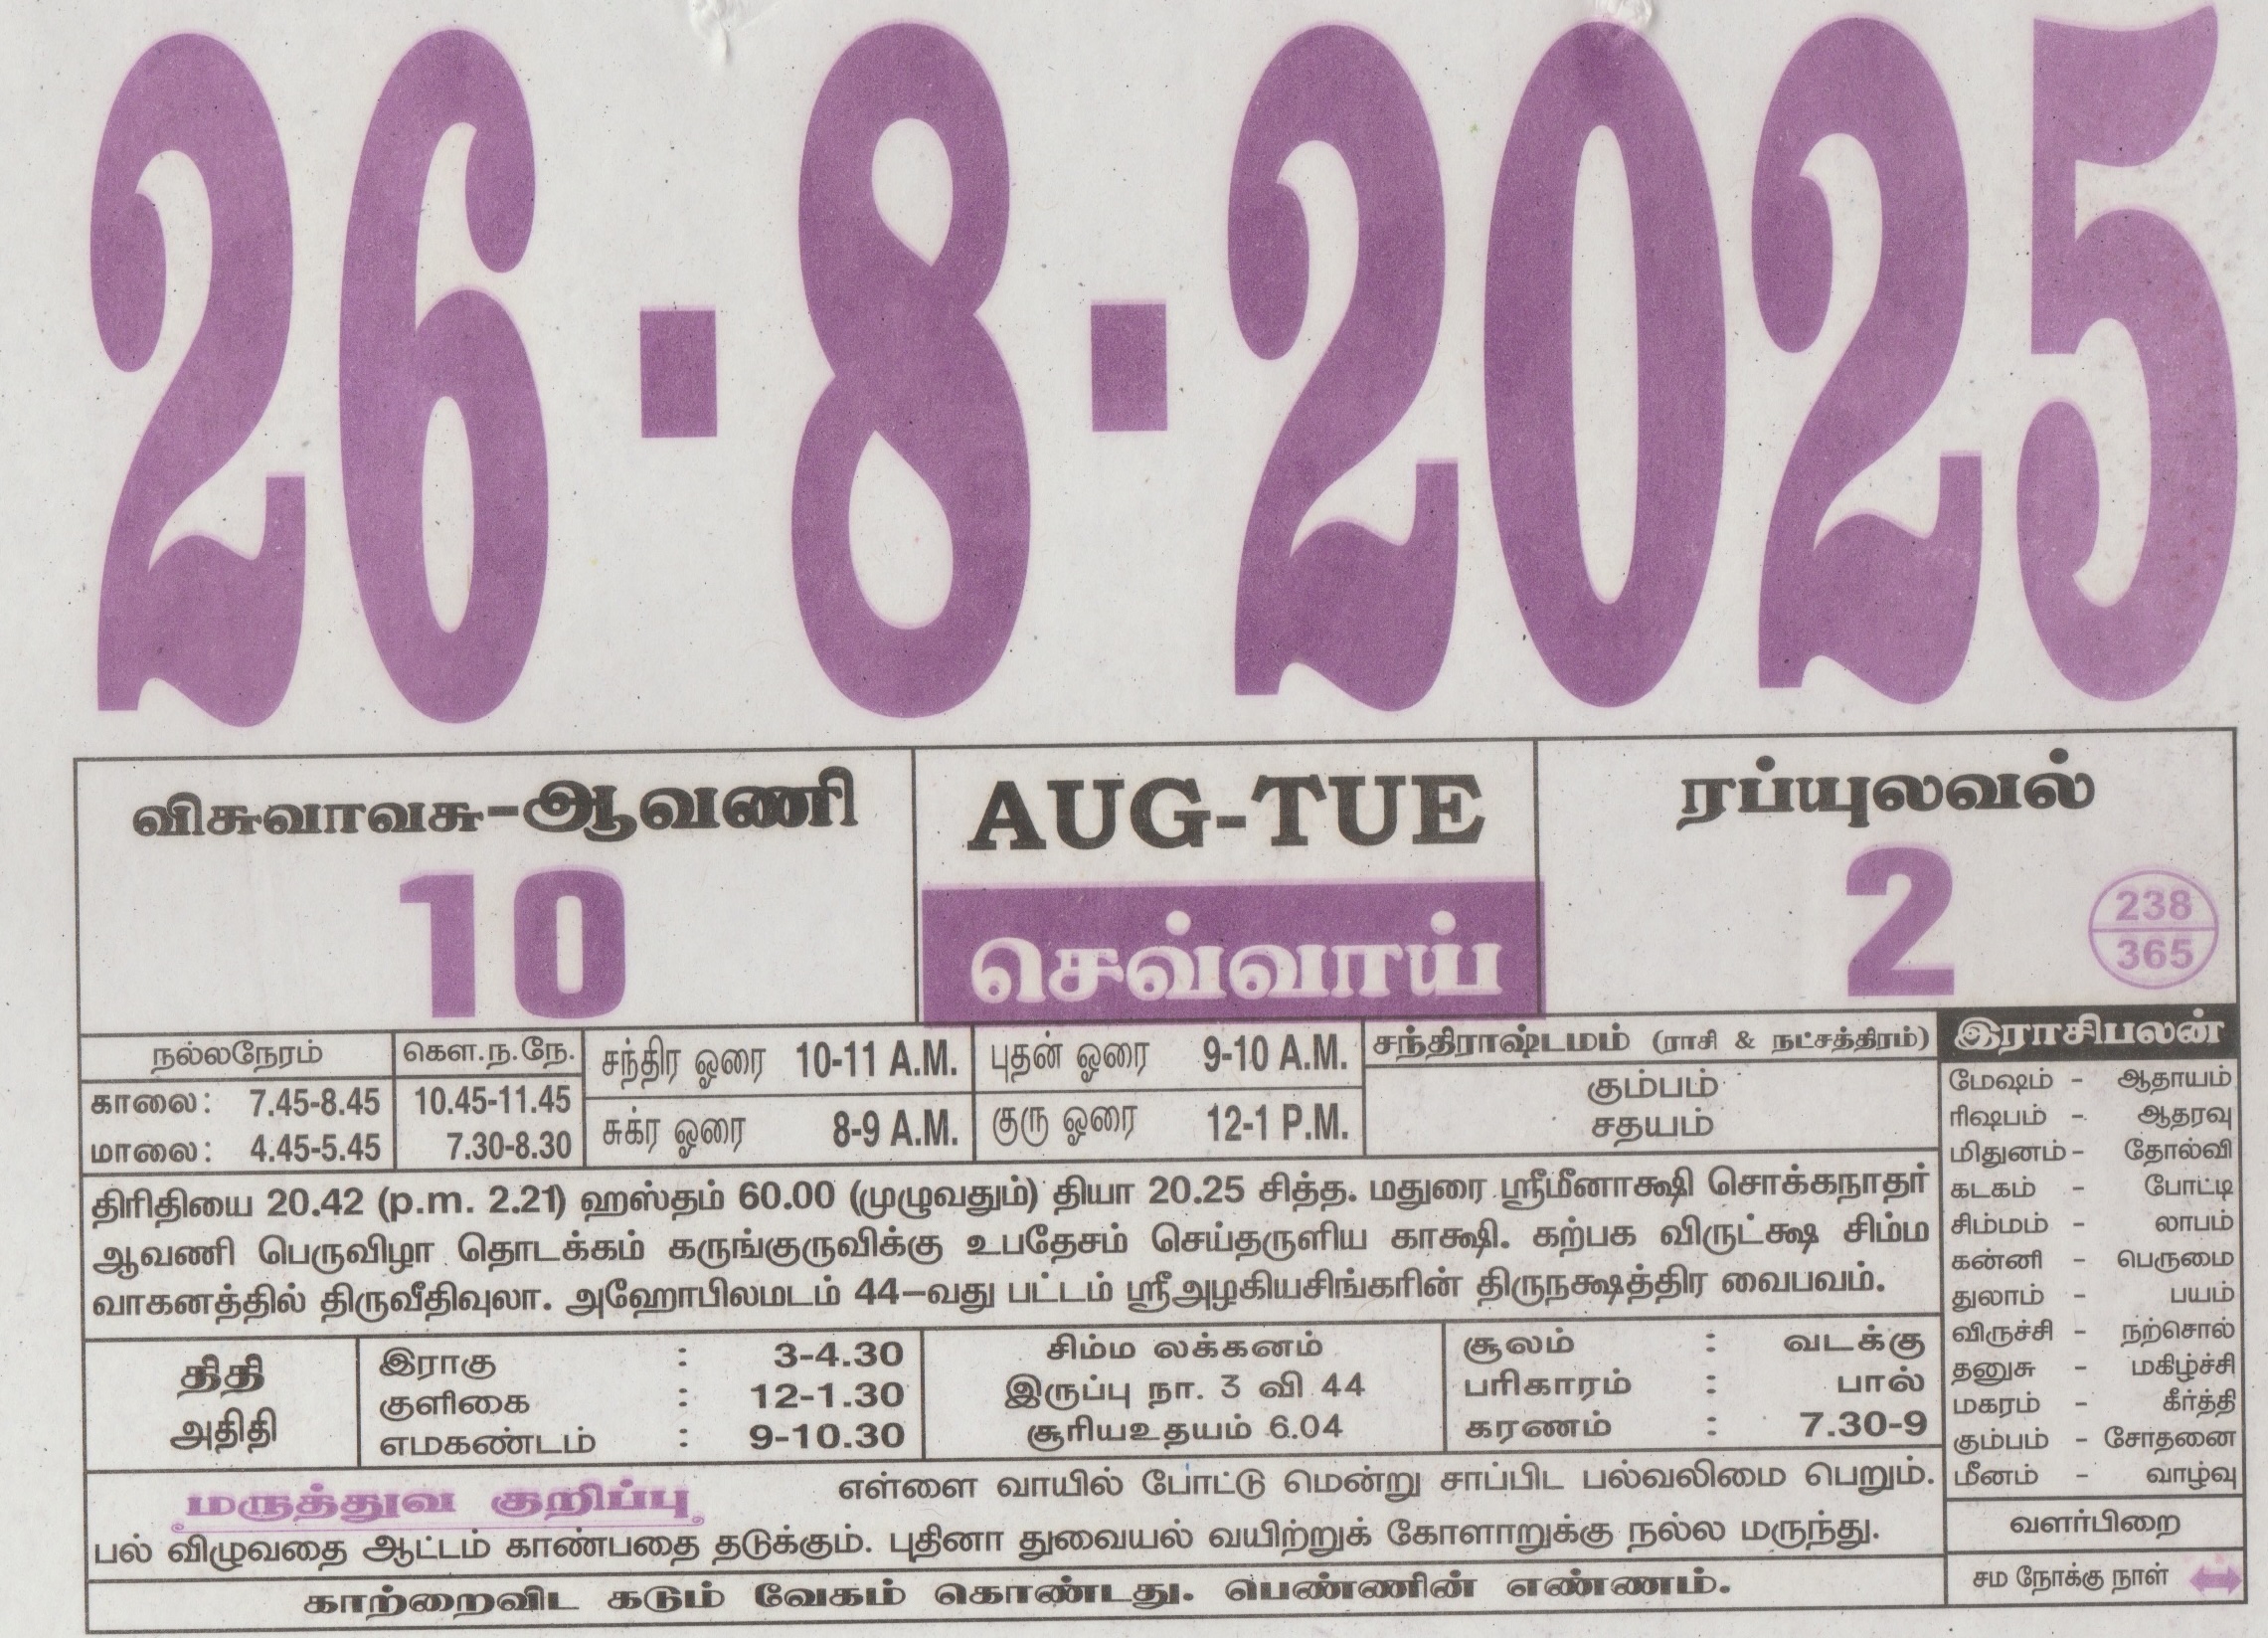 26-8-2025
விசுவாவசு-ஆவணி
10
AUG-TUE
செவ்வாய்
ரப்யுலவல்
2
238
365
நல்லநேரம்
காலை: 7.45-8.45
மாலை: 4.45-5.45
கௌ.ந.நே.
10.45-11.45
7.30-8.30
சந்திர ஓரை 10-11 A.M.
சுக்ர ஓரை 8-9 A.M.
புதன் ஓரை 9-10 A.M.
குரு ஓரை 12-1 P.M.
சந்திராஷ்டமம் (ராசி & நட்சத்திரம்)
கும்பம்
சதயம்
திரிதியை 20.42 (p.m. 2.21) ஹஸ்தம் 60.00 (முழுவதும்) தியா 20.25 சித்த. மதுரை ஸ்ரீமீனாக்ஷி சொக்கநாதர்
ஆவணி பெருவிழா தொடக்கம் கருங்குருவிக்கு உபதேசம் செய்தருளிய காக்ஷி. கற்பக விருட்க்ஷ சிம்ம
வாகனத்தில் திருவீதிவுலா. அஹோபிலமடம் 44–வது பட்டம் ஸ்ரீஅழகியசிங்கரின் திருநக்ஷத்திர வைபவம்.
திதி
அதிதி
இராகு : 3-4.30
குளிகை : 12-1.30
எமகண்டம் : 9-10.30
சிம்ம லக்கனம்
இருப்பு நா. 3 வி 44
சூரியஉதயம் 6.04
சூலம் : வடக்கு
பரிகாரம் : பால்
கரணம் : 7.30-9
மருத்துவ குறிப்பு எள்ளை வாயில் போட்டு மென்று சாப்பிட பல்வலிமை பெறும்.
பல் விழுவதை ஆட்டம் காண்பதை தடுக்கும். புதினா துவையல் வயிற்றுக் கோளாறுக்கு நல்ல மருந்து.
காற்றைவிட கடும் வேகம் கொண்டது. பெண்ணின் எண்ணம்.
இராசிபலன்
மேஷம் - ஆதாயம்
ரிஷபம் - ஆதரவு
மிதுனம் - தோல்வி
கடகம் - போட்டி
சிம்மம் - லாபம்
கன்னி - பெருமை
துலாம் - பயம்
விருச்சி - நற்சொல்
தனுசு - மகிழ்ச்சி
மகரம் - கீர்த்தி
கும்பம் - சோதனை
மீனம் - வாழ்வு
வளர்பிறை
சம நோக்கு நாள்